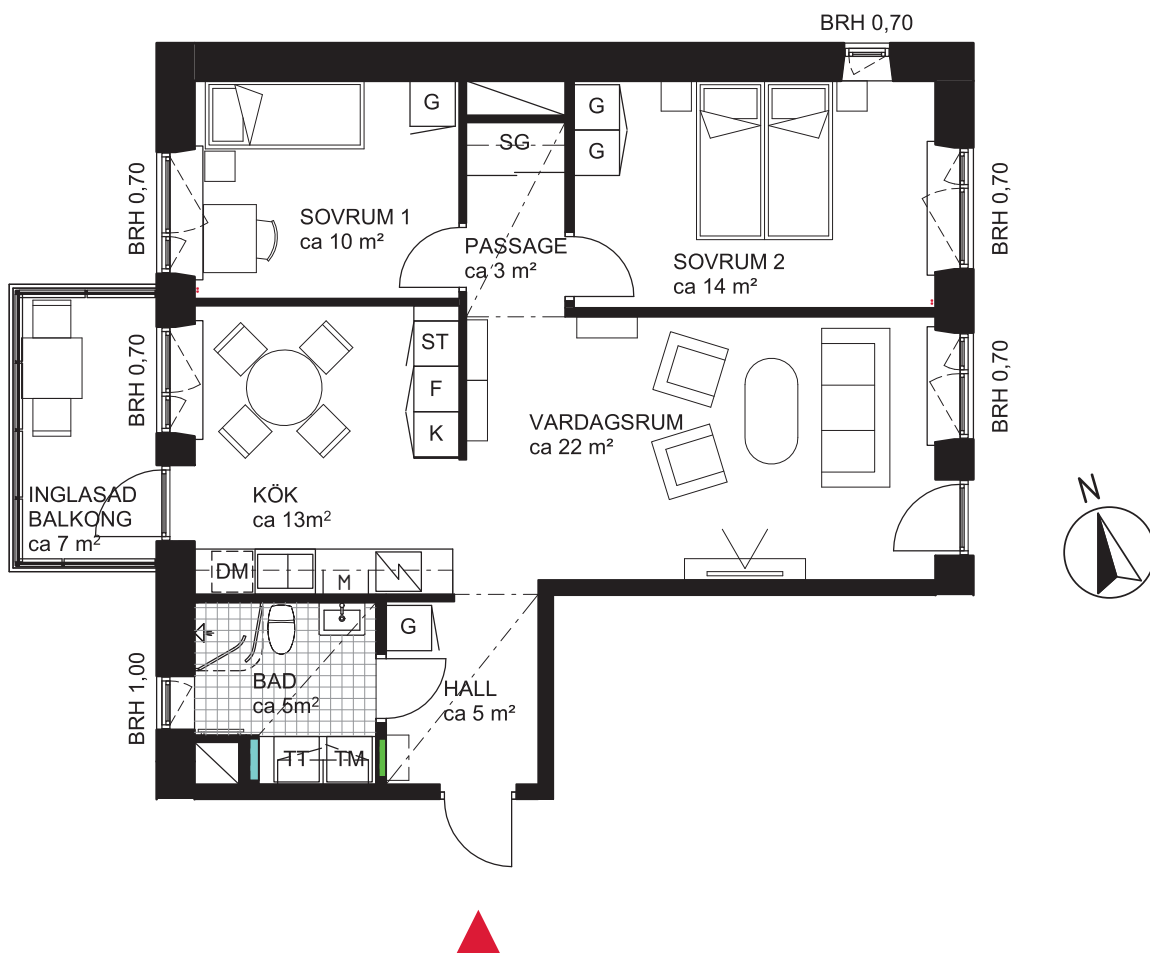 BRH 0,70
G
SG
G
G
BRH 0,70
BRH 0,70
SOVRUM 1
ca 10 m²
PASSAGE
ca 3 m²
SOVRUM 2
ca 14 m²
BRH 0,70
ST
F
K
BRH 0,70
VARDAGSRUM
ca 22 m²
INGLASAD
BALKONG
ca 7 m²
KÖK
ca 13m²
N
DM
M
G
BRH 1,00
BAD
ca 5m²
HALL
ca 5 m²
TT
TM